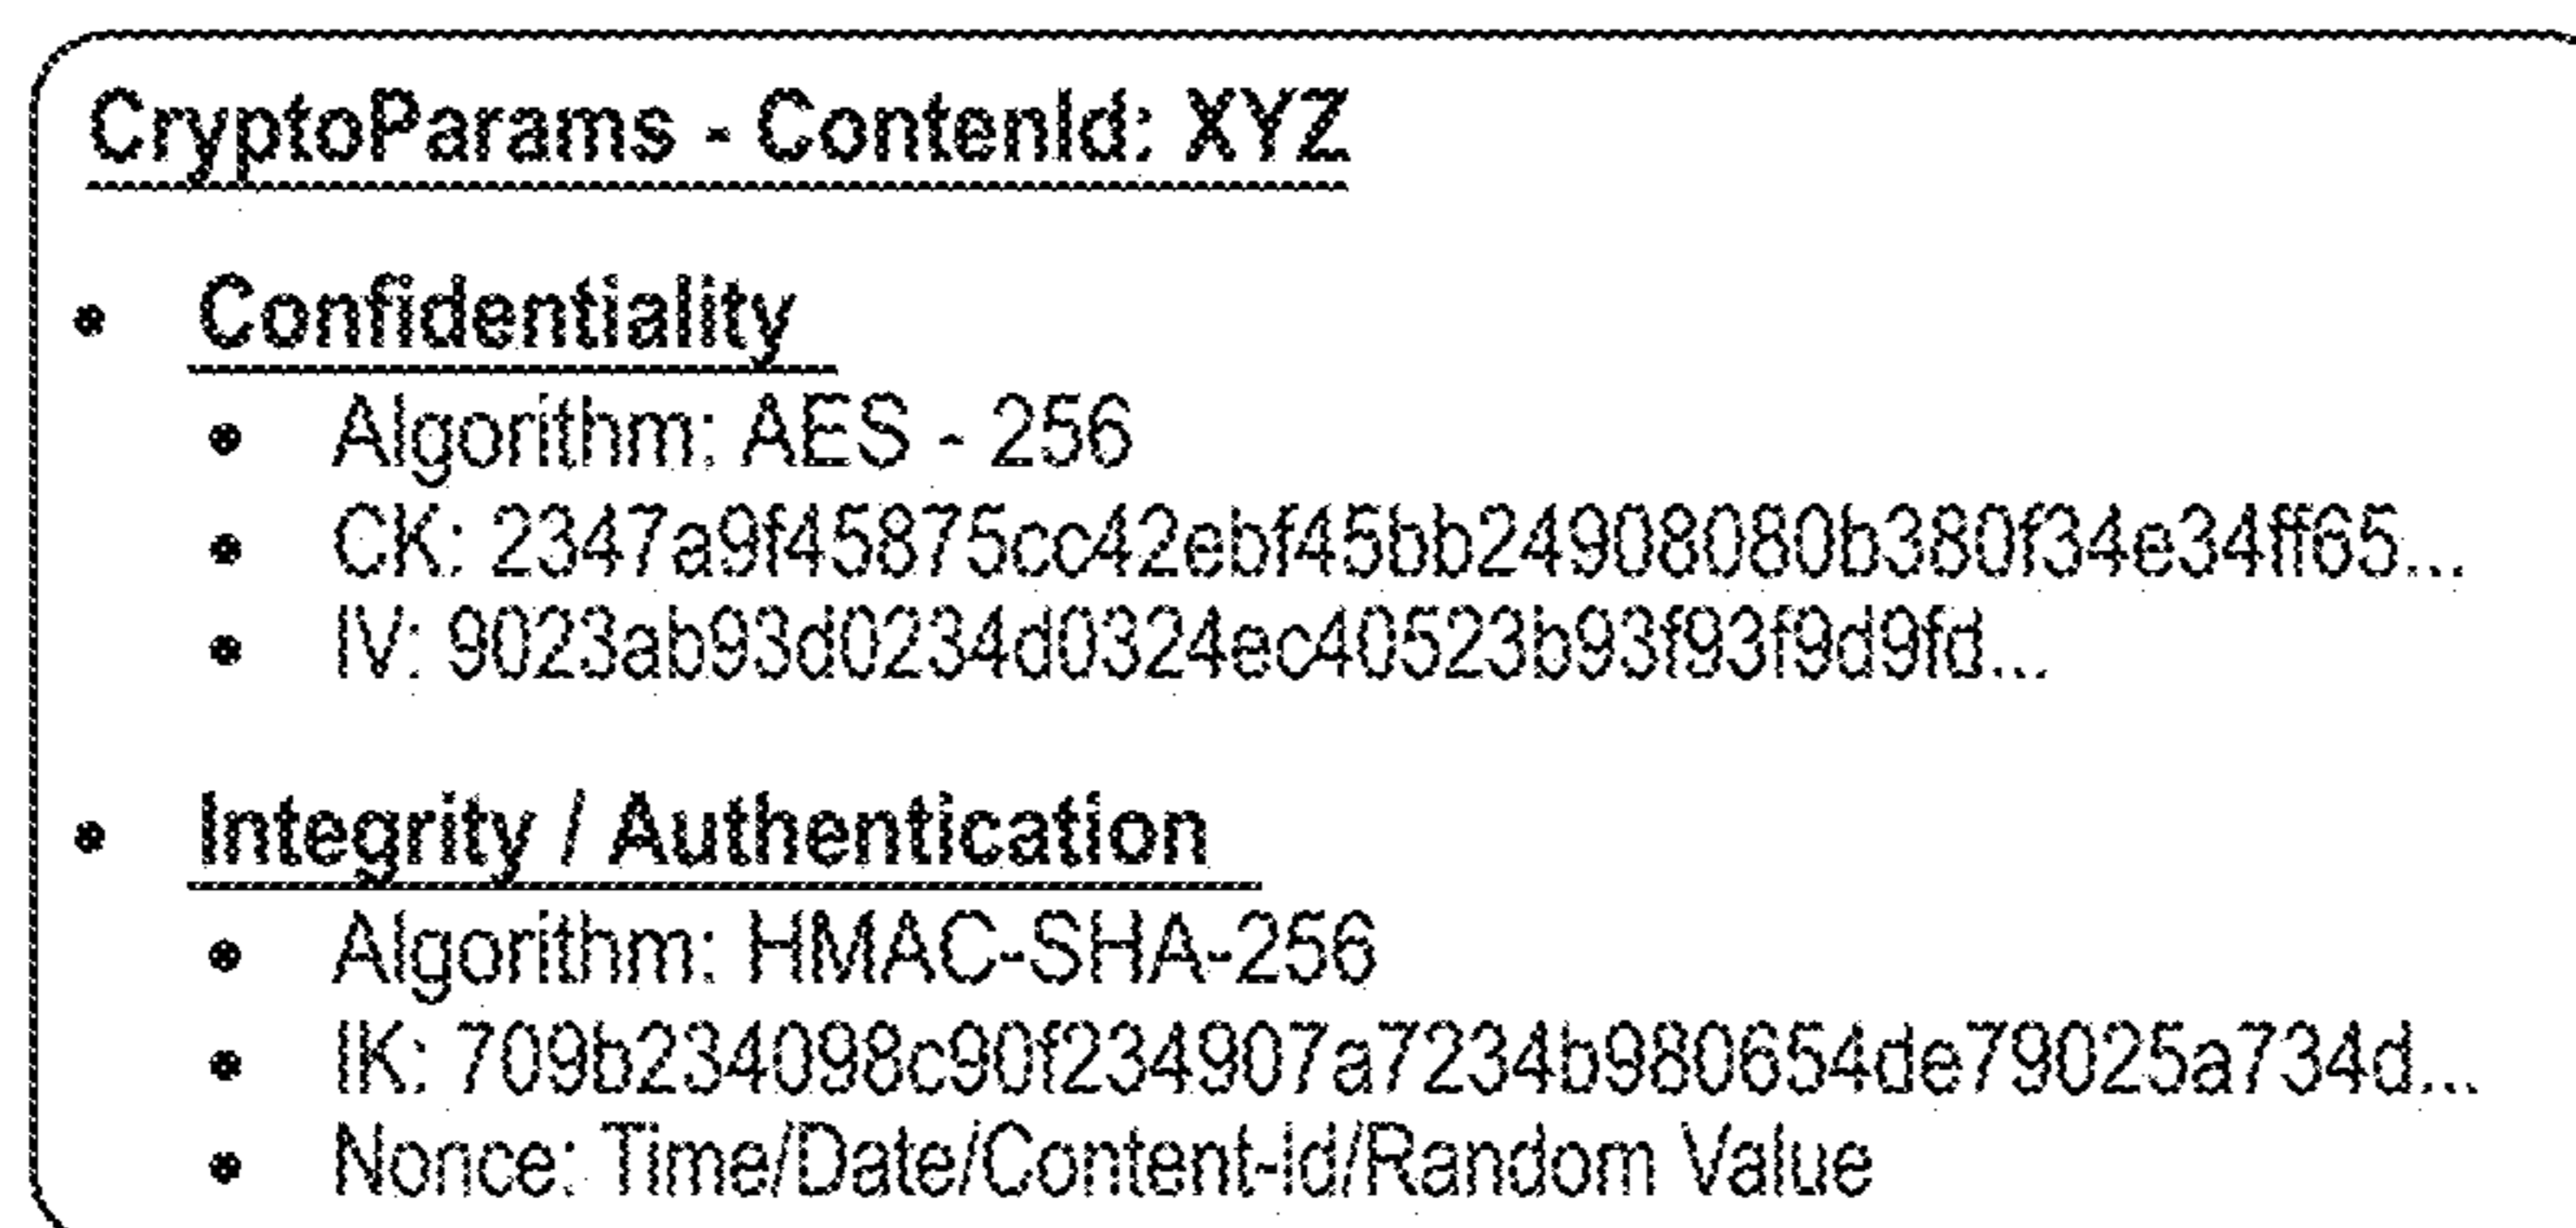 CryptoParams - ContenId: XYZ
• Confidentiality
• Algorithm: AES - 256
• CK: 2347a9f45875cc42ebf45bb24908080b380f34e34ff65...
• IV: 9023ab93d0234d0324ec40523b93f93f9d9fd...
• Integrity / Authentication
• Algorithm: HMAC-SHA-256
• IK: 709b234098c90f234907a7234b980654de79025a734d...
• Nonce: Time/Date/Content-Id/Random Value